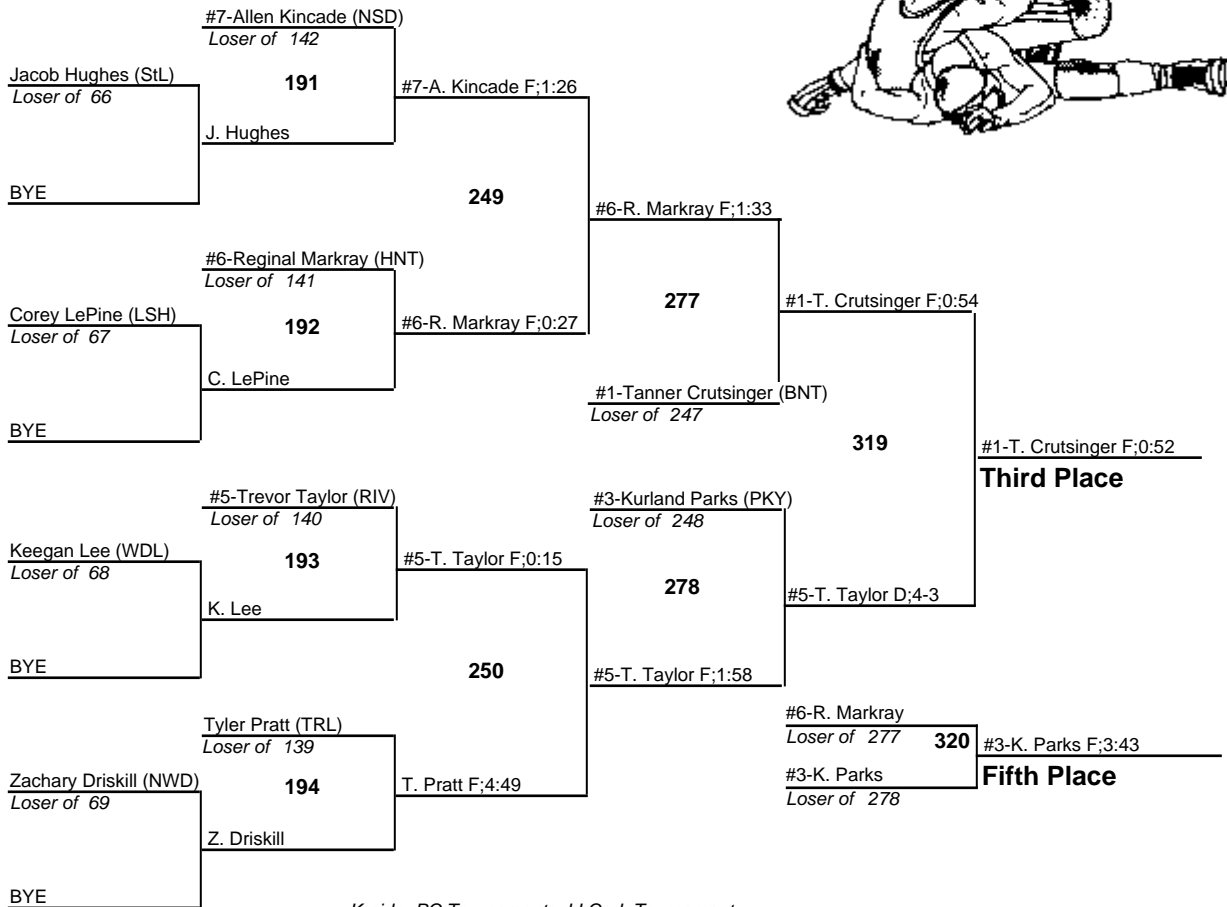 #7-Allen Kincade (NSD)
Loser of 142
Jacob Hughes (StL)
Loser of 66
191
#7-A. Kincade F;1:26
J. Hughes
BYE
249
#6-R. Markray F;1:33
#6-Reginal Markray (HNT)
Loser of 141
Corey LePine (LSH)
Loser of 67
192
#6-R. Markray F;0:27
277
#1-T. Crutsinger F;0:54
C. LePine
#1-Tanner Crutsinger (BNT)
Loser of 247
BYE
319
#1-T. Crutsinger F;0:52
Third Place
#5-Trevor Taylor (RIV)
Loser of 140
#3-Kurland Parks (PKY)
Loser of 248
Keegan Lee (WDL)
Loser of 68
193
#5-T. Taylor F;0:15
278
#5-T. Taylor D;4-3
K. Lee
BYE
250
#5-T. Taylor F;1:58
Tyler Pratt (TRL)
Loser of 139
#6-R. Markray
Loser of 277
320
#3-K. Parks F;3:43
Fifth Place
#3-K. Parks
Loser of 278
Zachary Driskill (NWD)
Loser of 69
194
T. Pratt F;4:49
Z. Driskill
BYE